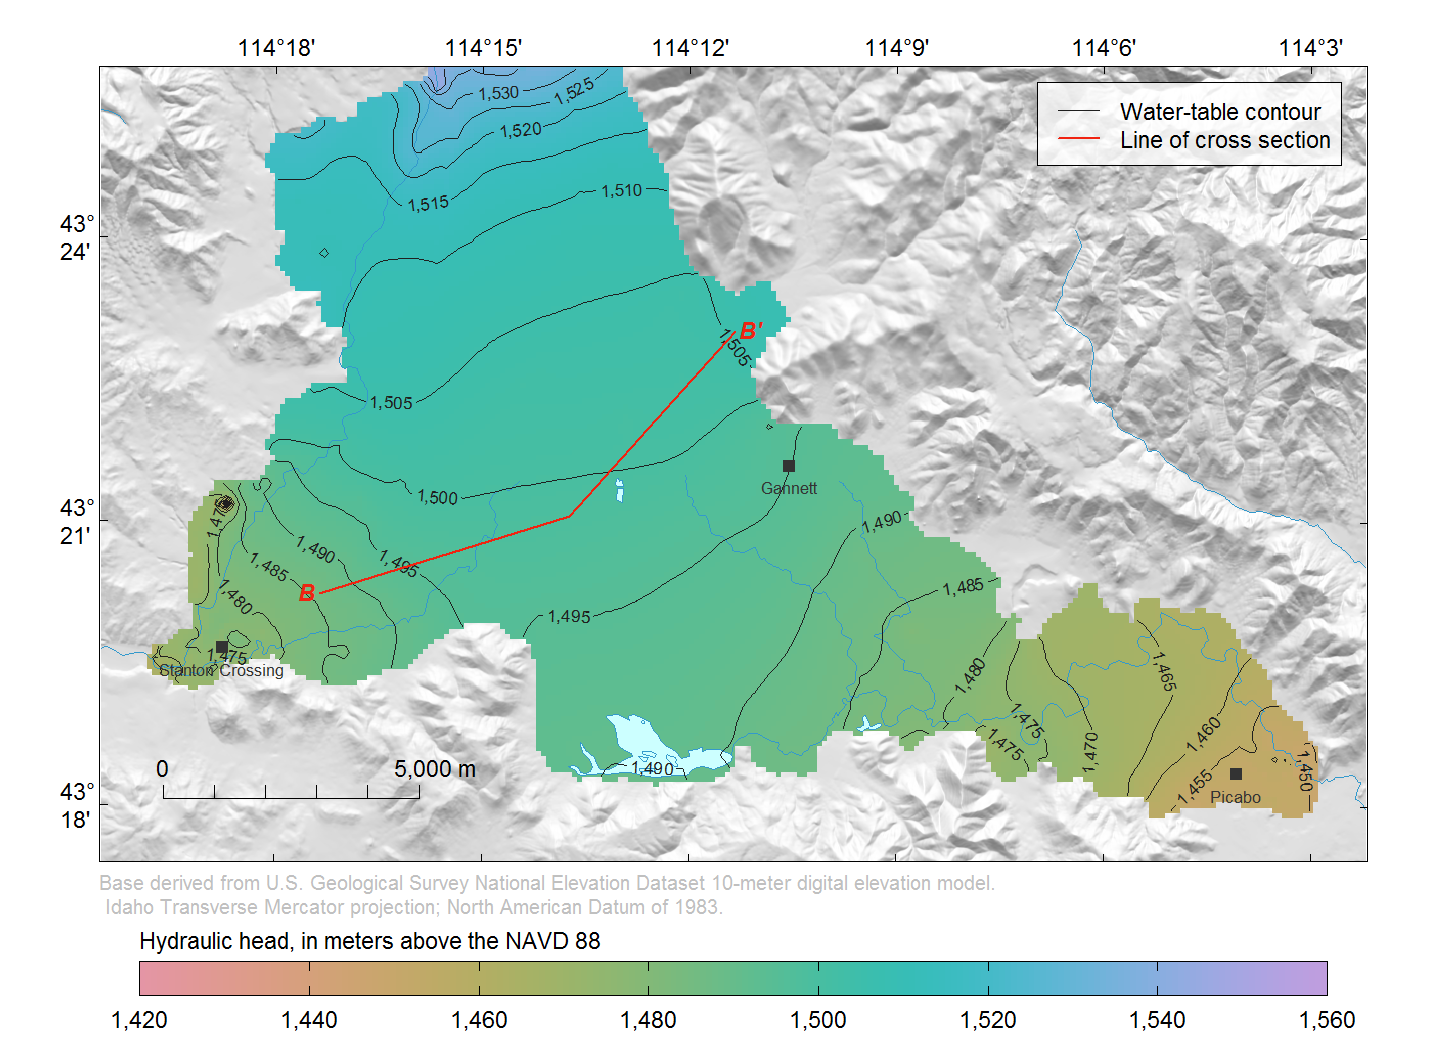 114°18' 114°15' 114°12' 114°9' 114°6' 114°3'
Water-table contour
Line of cross section
1,530
1,525
1,520
1,510
1,515
43°
24'
B'
1,505
1,505
1,500
Gannett
43°
21'
1,475
1,490
1,490
1,495
1,485
1,485
B
1,480
1,495
1,475
Stanton Crossing
1,480
1,465
1,475
1,475
1,470
1,460
1,490
1,450
1,455
Picabo
0 5,000 m
43°
18'
Base derived from U.S. Geological Survey National Elevation Dataset 10-meter digital elevation model.
Idaho Transverse Mercator projection; North American Datum of 1983.
Hydraulic head, in meters above the NAVD 88
1,420 1,440 1,460 1,480 1,500 1,520 1,540 1,560